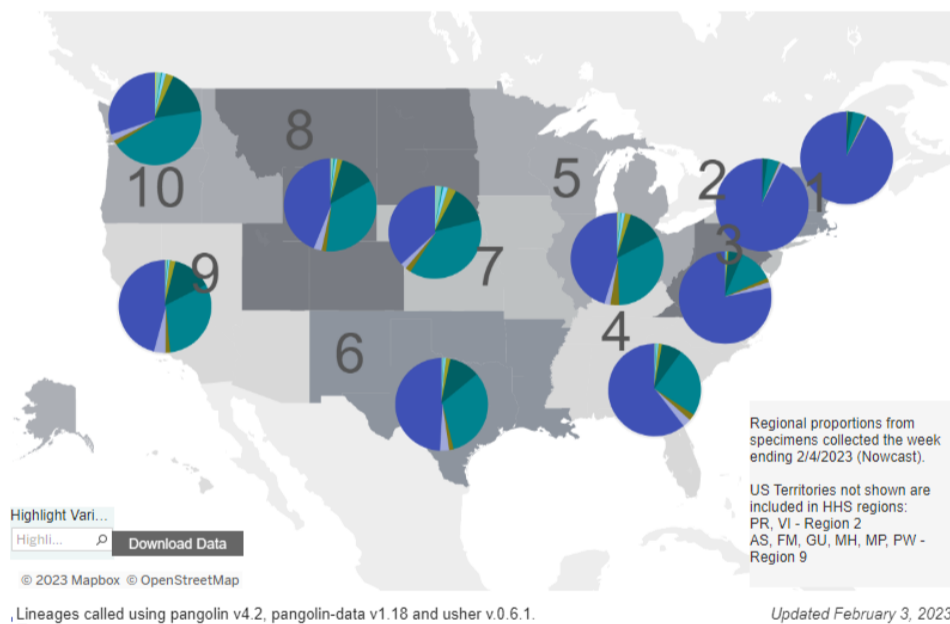 8
5
2
1
10
3
7
9
4
6
Regional proportions from
specimens collected the week
ending 2/4/2023 (Nowcast).
US Territories not shown are
included in HHS regions:
PR, VI - Region 2
AS, FM, GU, MH, MP, PW -
Region 9
Highlight Vari...
Highli...
Download Data
© 2023 Mapbox © OpenStreetMap
Lineages called using pangolin v4.2, pangolin-data v1.18 and usher v.0.6.1.
Updated February 3, 2023